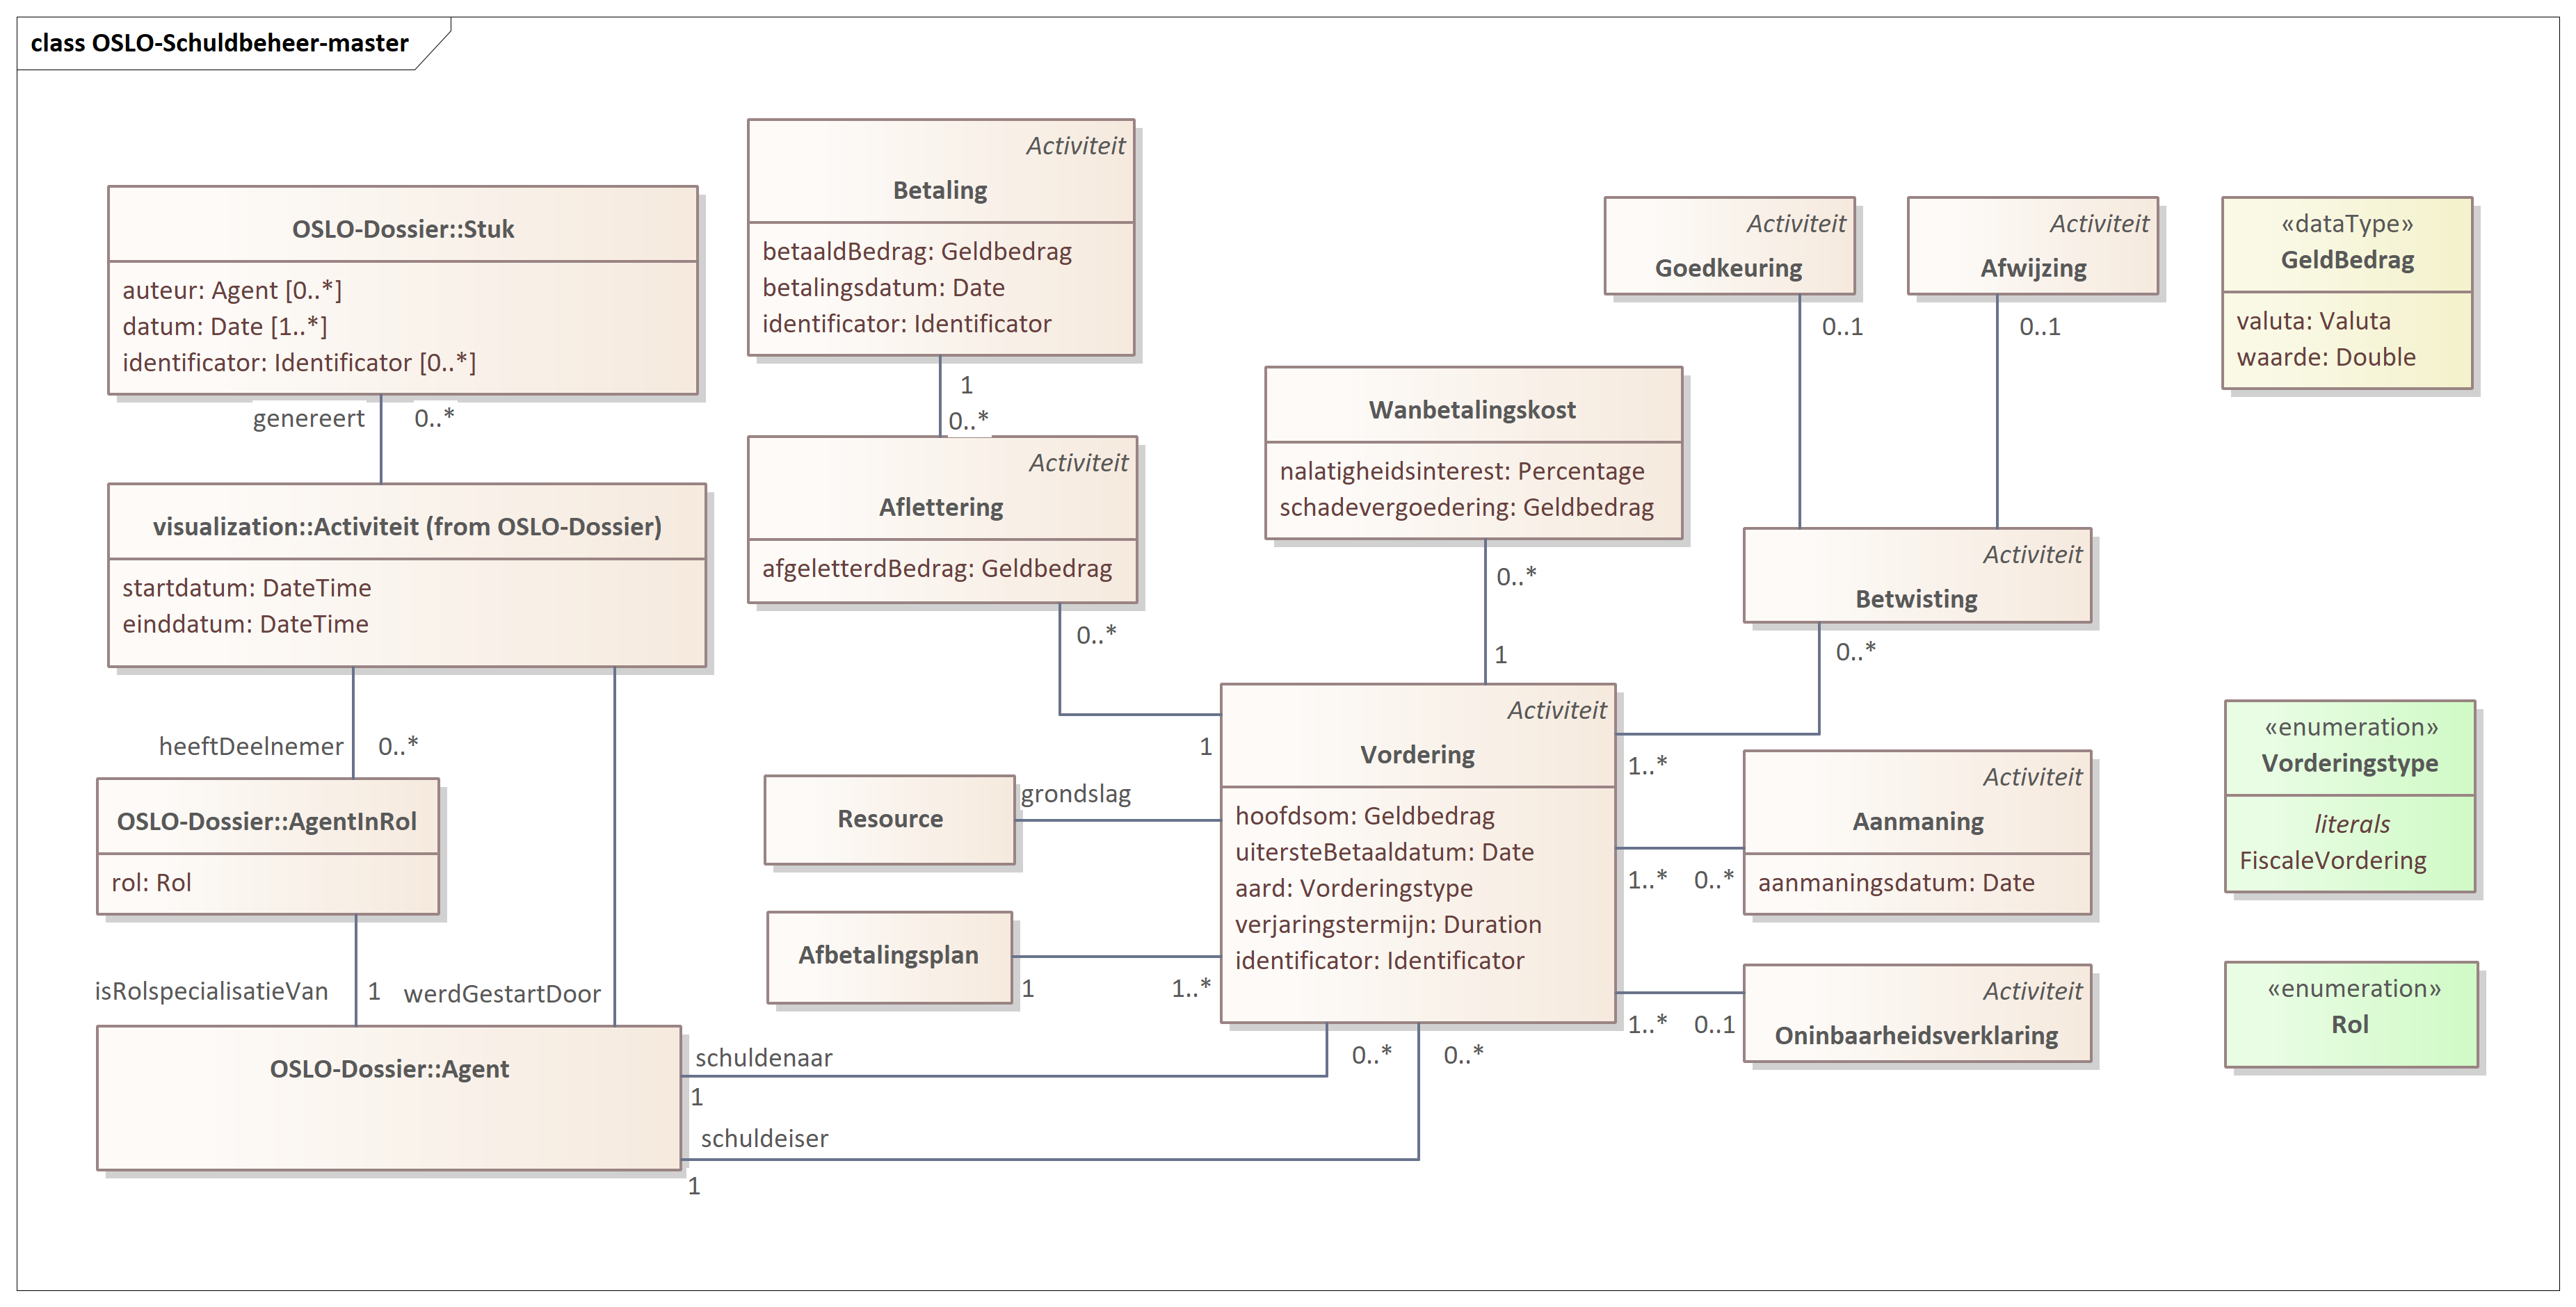 class OSLO-Schuldbeheer-master
OSLO-Dossier::Stuk
auteur: Agent [0..*]
datum: Date [1..*]
identificator: Identificator [0..*]
genereert
0..*
visualization::Activiteit (from OSLO-Dossier)
startdatum: DateTime
einddatum: DateTime
heeftDeelnemer
0..*
OSLO-Dossier::AgentInRol
rol: Rol
isRolspecialisatieVan
1
werdGestartDoor
OSLO-Dossier::Agent
schuldenaar
1
0..*
schuldeiser
1
0..*
Activiteit
Betaling
betaaldBedrag: Geldbedrag
betalingsdatum: Date
identificator: Identificator
1
0..*
Activiteit
Aflettering
afgeletterdBedrag: Geldbedrag
0..*
1
Resource
grondslag
Afbetalingsplan
1
1..*
Wanbetalingskost
nalatigheidsinterest: Percentage
schadevergoedering: Geldbedrag
0..*
1
Activiteit
Vordering
hoofdsom: Geldbedrag
uitersteBetaaldatum: Date
aard: Vorderingstype
verjaringstermijn: Duration
identificator: Identificator
Activiteit
Goedkeuring
0..1
Activiteit
Afwijzing
0..1
Activiteit
Betwisting
0..*
1..*
Activiteit
Aanmaning
aanmaningsdatum: Date
1..*
0..*
Activiteit
Oninbaarheidsverklaring
1..*
0..1
«dataType»
GeldBedrag
valuta: Valuta
waarde: Double
«enumeration»
Vorderingstype
literals
FiscaleVordering
«enumeration»
Rol